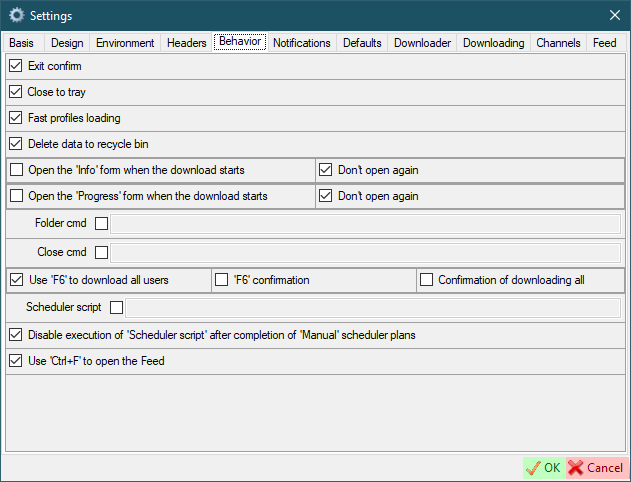 Settings
Basis Design Environment Headers Behavior Notifications Defaults Downloader Downloading Channels Feed
Exit confirm
Close to tray
Fast profiles loading
Delete data to recycle bin
Open the 'Info' form when the download starts Don't open again
Open the 'Progress' form when the download starts Don't open again
Folder cmd
Close cmd
Use 'F6' to download all users 'F6' confirmation Confirmation of downloading all
Scheduler script
Disable execution of 'Scheduler script' after completion of 'Manual' scheduler plans
Use 'Ctrl+F' to open the Feed
OK Cancel